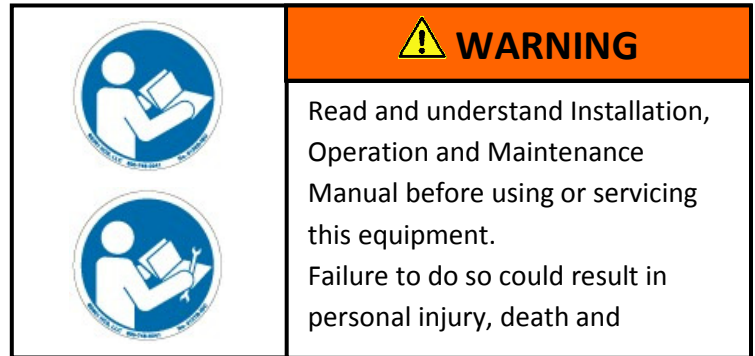 WARNING
Read and understand Installation,
Operation and Maintenance
Manual before using or servicing
this equipment.
Failure to do so could result in
personal injury, death and